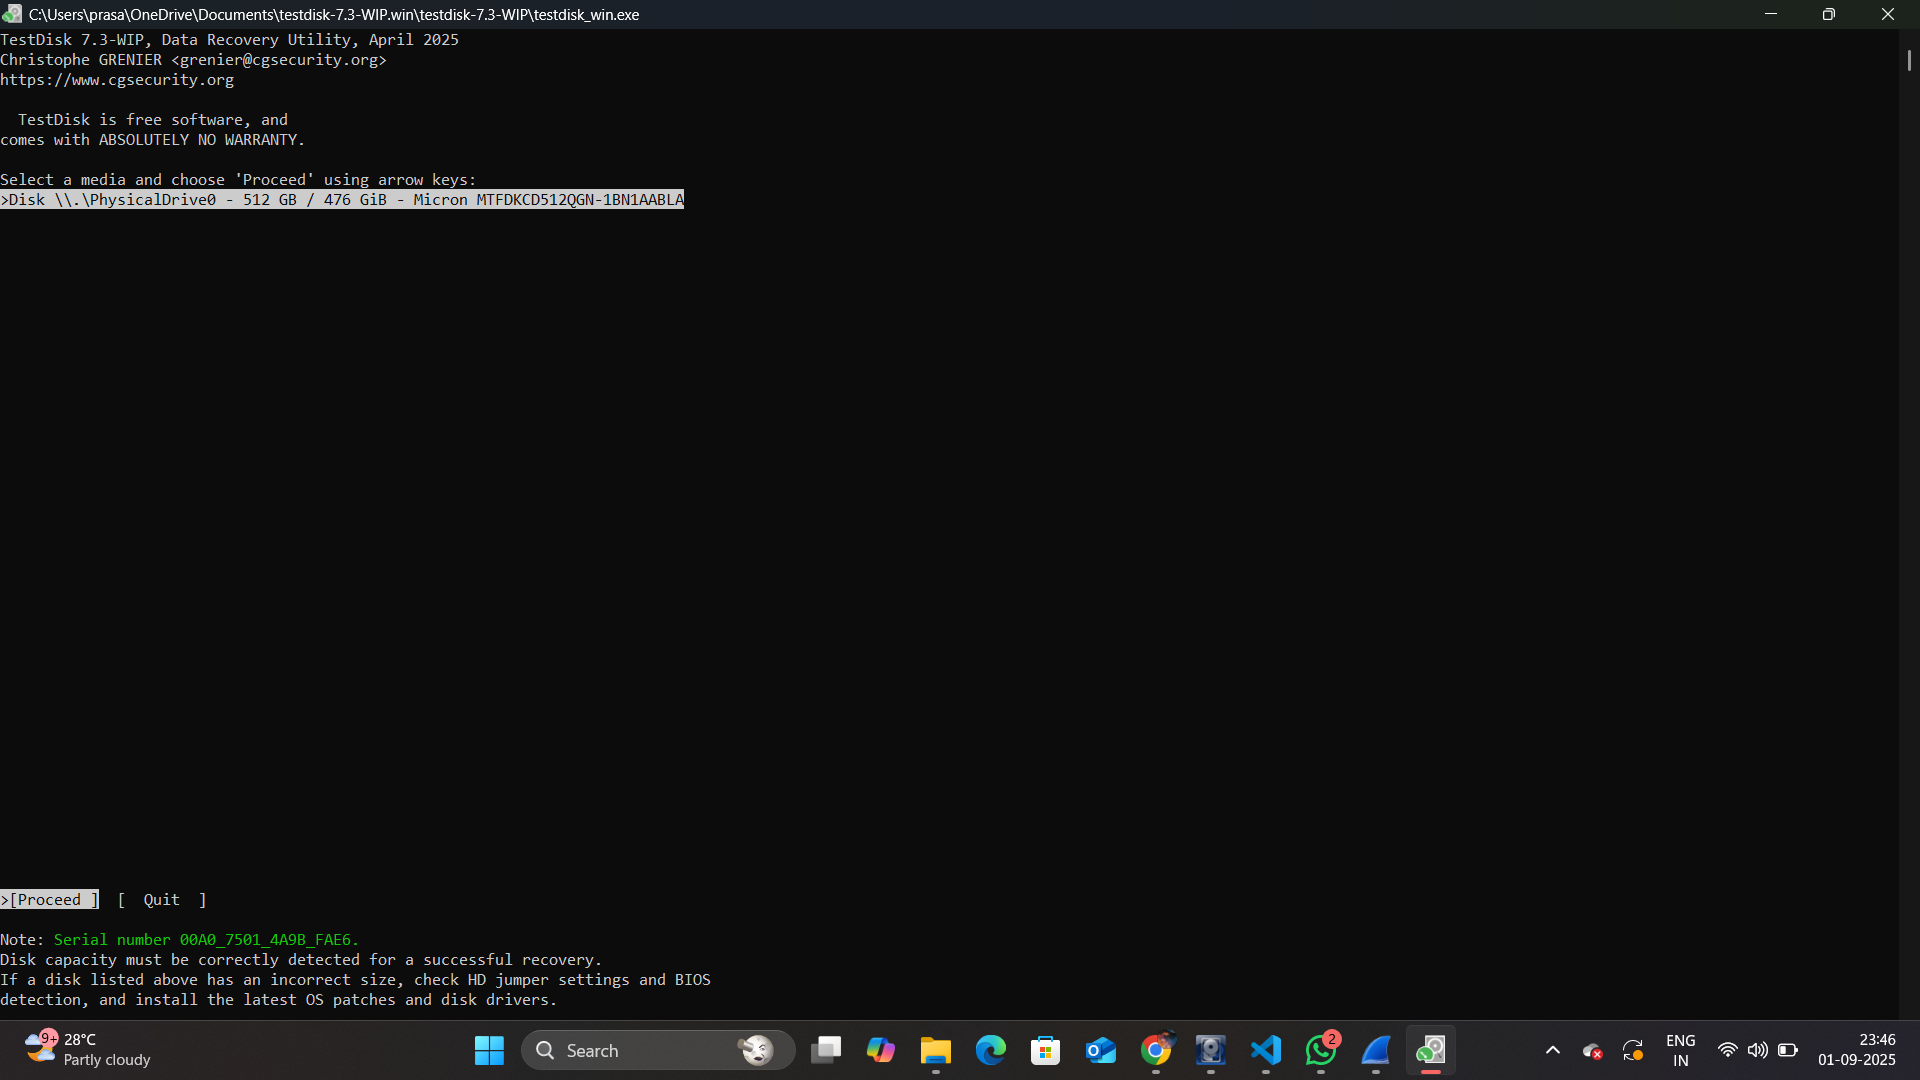 C:\Users\prasa\OneDrive\Documents\testdisk-7.3-WIP.win\testdisk-7.3-WIP\testdisk_win.exe
TestDisk 7.3-WIP, Data Recovery Utility, April 2025
Christophe GRENIER <grenier@cgsecurity.org>
https://www.cgsecurity.org
TestDisk is free software, and
comes with ABSOLUTELY NO WARRANTY.
Select a media and choose 'Proceed' using arrow keys:
>Disk \\.\PhysicalDrive0 - 512 GB / 476 GiB - Micron MTFDKCD512QGN-1BN1AABLA
>[Proceed ]  [  Quit  ]
Note: Serial number 00A0_7501_4A9B_FAE6.
Disk capacity must be correctly detected for a successful recovery.
If a disk listed above has an incorrect size, check HD jumper settings and BIOS
detection, and install the latest OS patches and disk drivers.
9+
28°C
Partly cloudy
Search
2
ENG
IN
23:46
01-09-2025